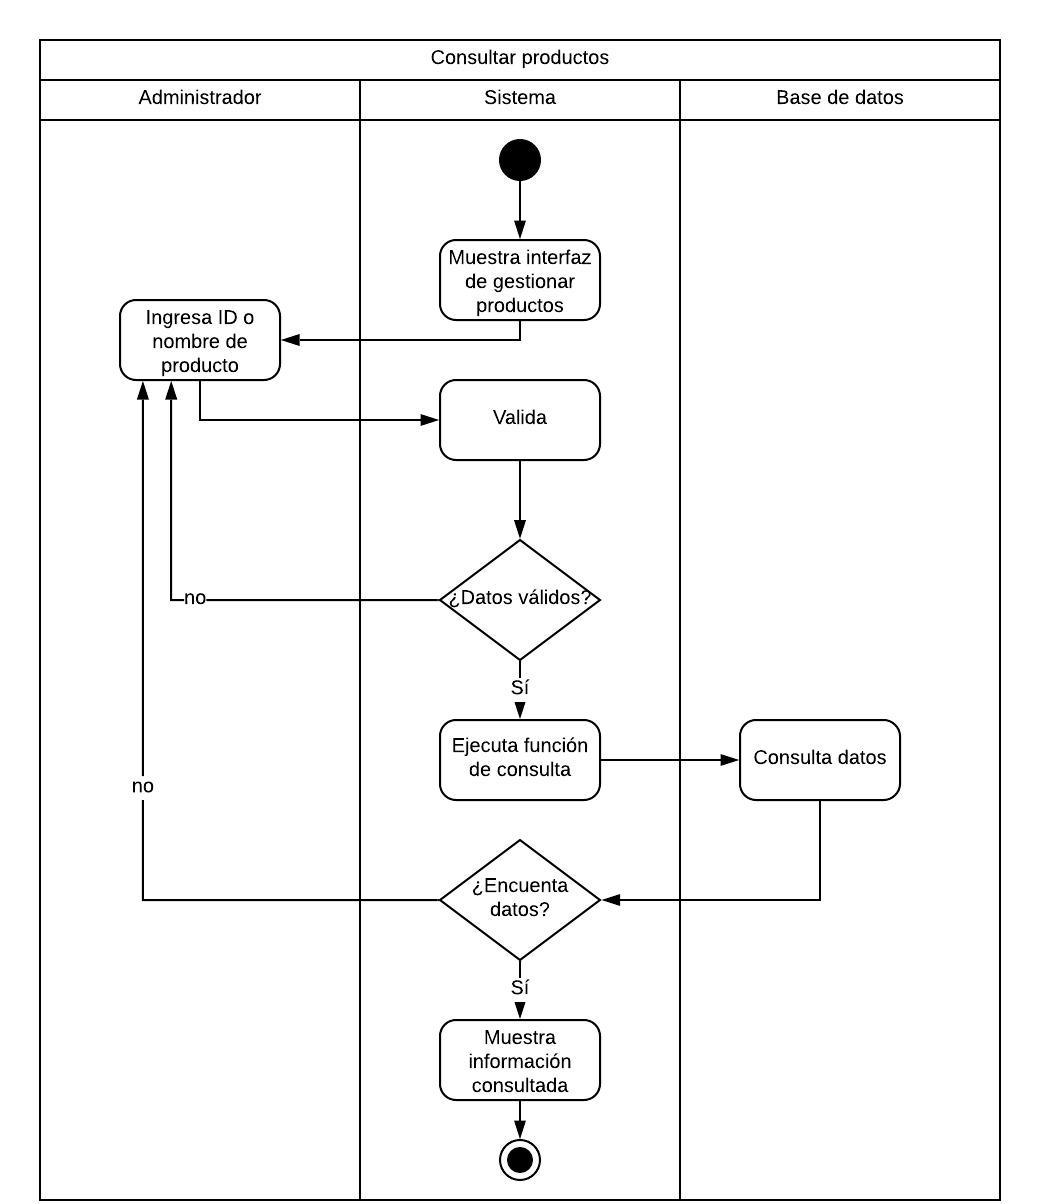 Consultar productos
Administrador
Sistema
Base de datos
Muestra interfaz
de gestionar
productos
Ingresa ID o
nombre de
producto
Valida
¿Datos válidos?
no
Sí
Ejecuta función
de consulta
Consulta datos
no
¿Encuenta
datos?
Sí
Muestra
información
consultada